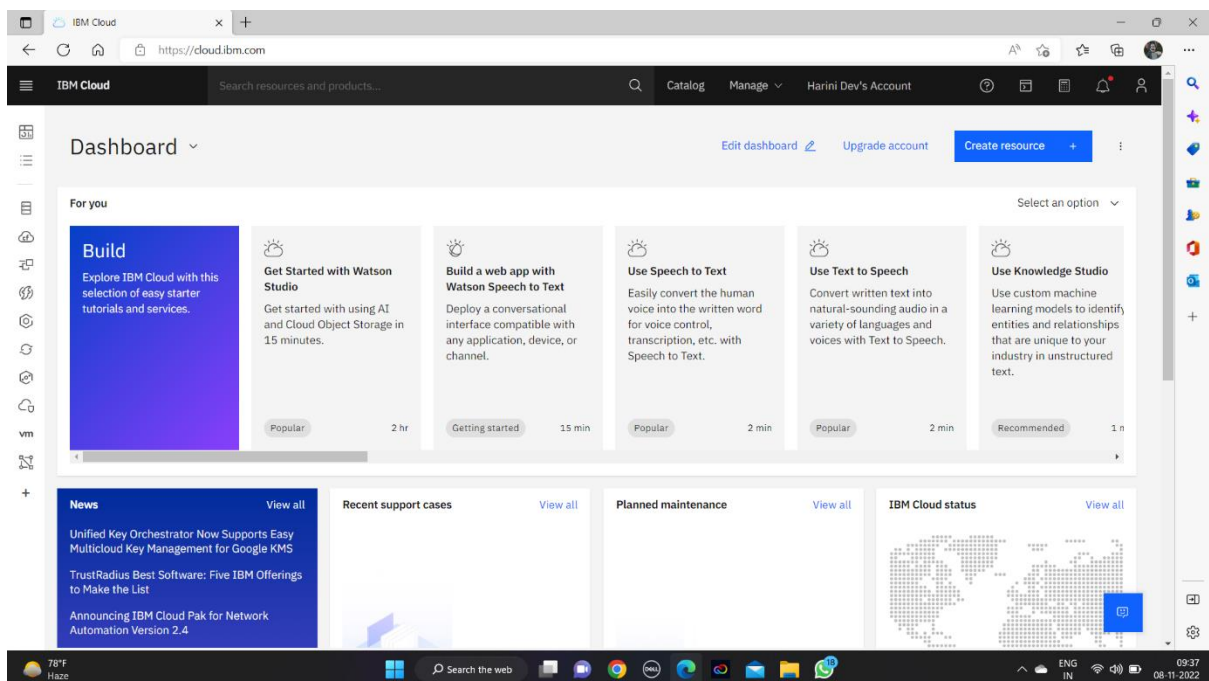 IBM Cloud
https://cloud.ibm.com
IBM Cloud
Search resources and products...
Catalog
Manage
Harini Dev's Account
Dashboard
Edit dashboard
Upgrade account
Create resource +
For you
Select an option
Build
Explore IBM Cloud with this
selection of easy starter
tutorials and services.
Get Started with Watson
Studio
Get started with using AI
and Cloud Object Storage in
15 minutes.
Popular
2 hr
Build a web app with
Watson Speech to Text
Deploy a conversational
interface compatible with
any application, device, or
channel.
Getting started
15 min
Use Speech to Text
Easily convert the human
voice into the written word
for voice control,
transcription, etc. with
Speech to Text.
Popular
2 min
Use Text to Speech
Convert written text into
natural-sounding audio in a
variety of languages and
voices with Text to Speech.
Popular
2 min
Use Knowledge Studio
Use custom machine
learning models to identify
entities and relationships
that are unique to your
industry in unstructured
text.
Recommended
1
vm
News
View all
Unified Key Orchestrator Now Supports Easy
Multicloud Key Management for Google KMS
TrustRadius Best Software: Five IBM Offerings
to Make the List
Announcing IBM Cloud Pak for Network
Automation Version 2.4
Recent support cases
View all
Planned maintenance
View all
IBM Cloud status
View all
78°F
Haze
Search the web
DELL
18
ENG
IN
09:37
08-11-2022